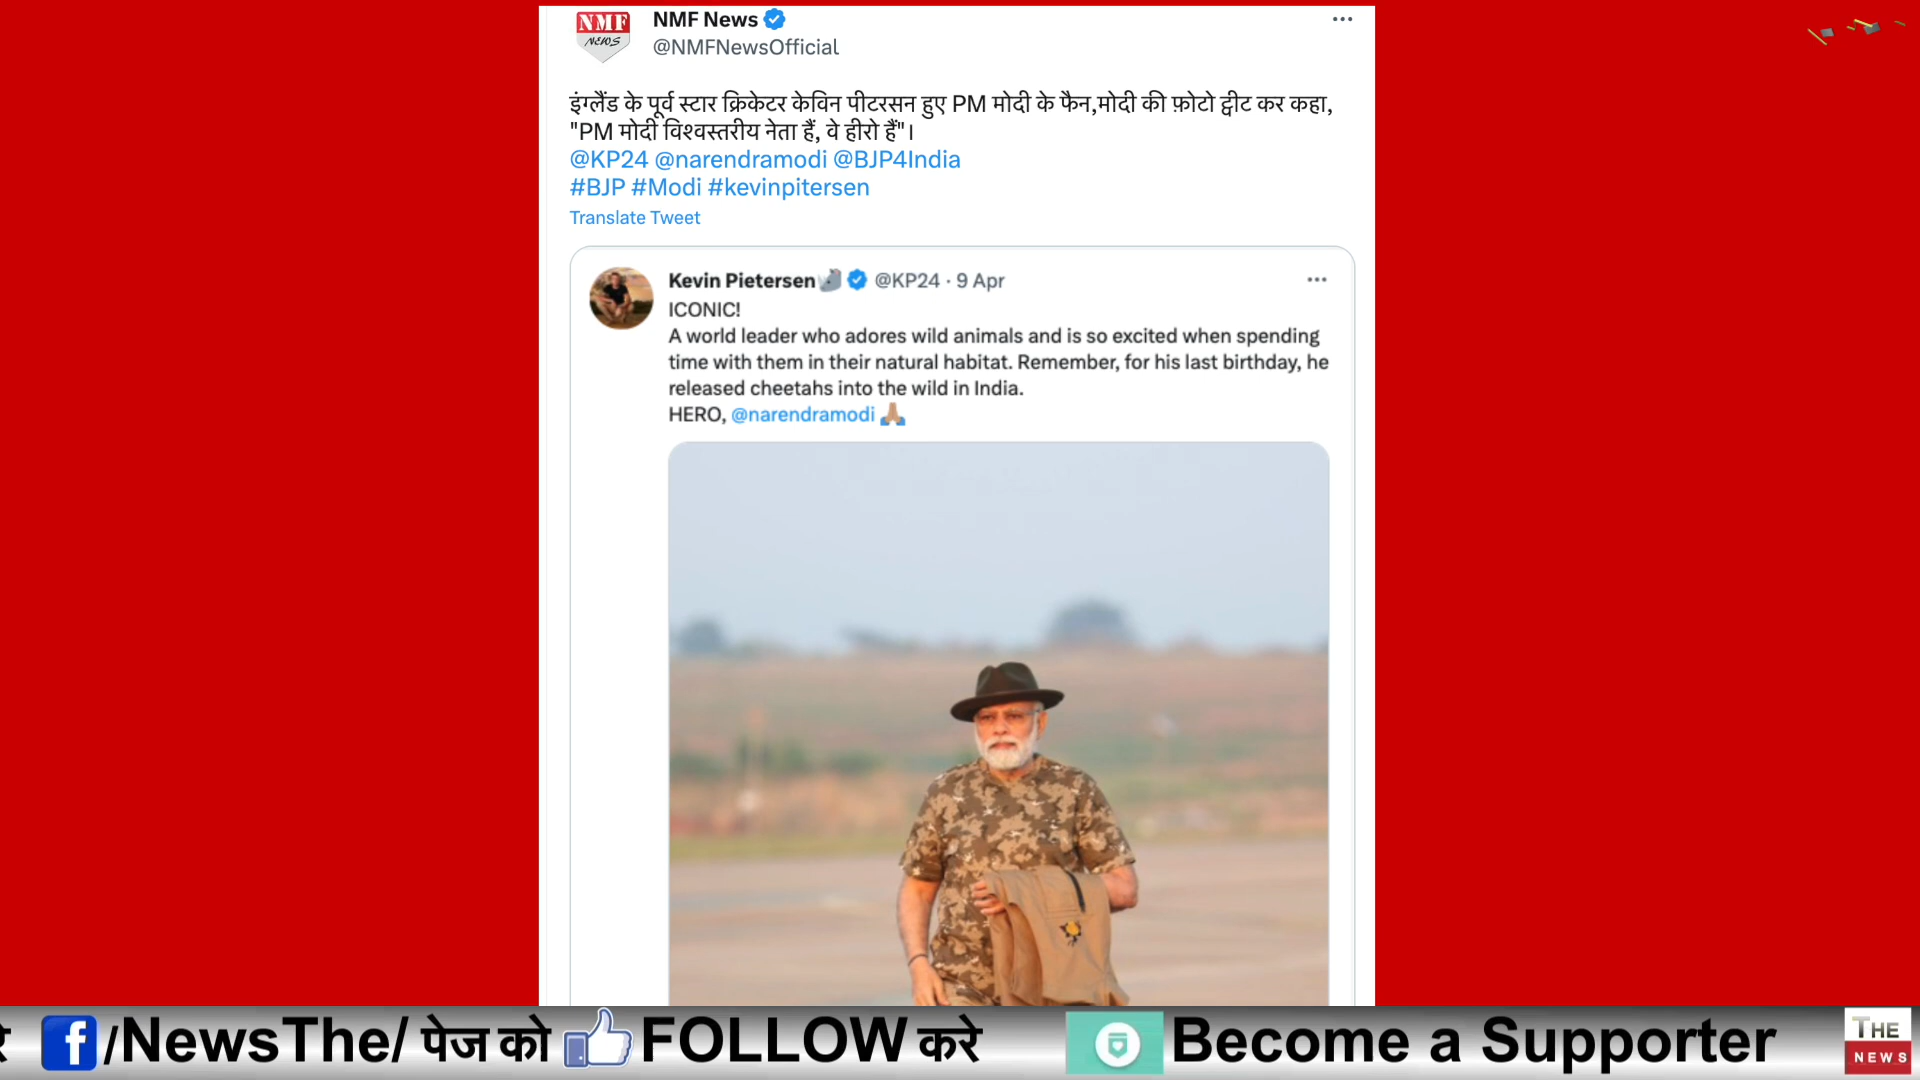 NMF News
NMF
NEWS
@NMFNewsOfficial
इंग्लैंड के पूर्व स्टार क्रिकेटर केविन पीटरसन हुए PM मोदी के फैन,मोदी की फ़ोटो ट्वीट कर कहा,
"PM मोदी विश्वस्तरीय नेता हैं, वे हीरो हैं"।
@KP24 @narendramodi @BJP4India
#BJP #Modi #kevinpitersen
Translate Tweet
Kevin Pietersen @KP24 · 9 Apr
ICONIC!
A world leader who adores wild animals and is so excited when spending
time with them in their natural habitat. Remember, for his last birthday, he
released cheetahs into the wild in India.
HERO, @narendramodi 🙏🏽
/NewsThe/ पेज को FOLLOW करे Become a Supporter
THE
NEWS